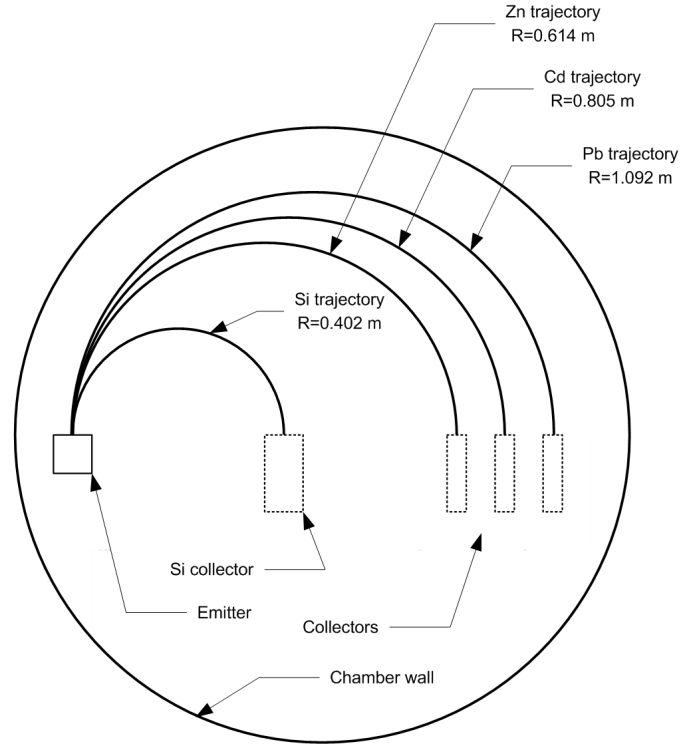 Zn trajectory
R=0.614 m
Cd trajectory
R=0.805 m
Pb trajectory
R=1.092 m
Si trajectory
R=0.402 m
Si collector
Emitter
Collectors
Chamber wall